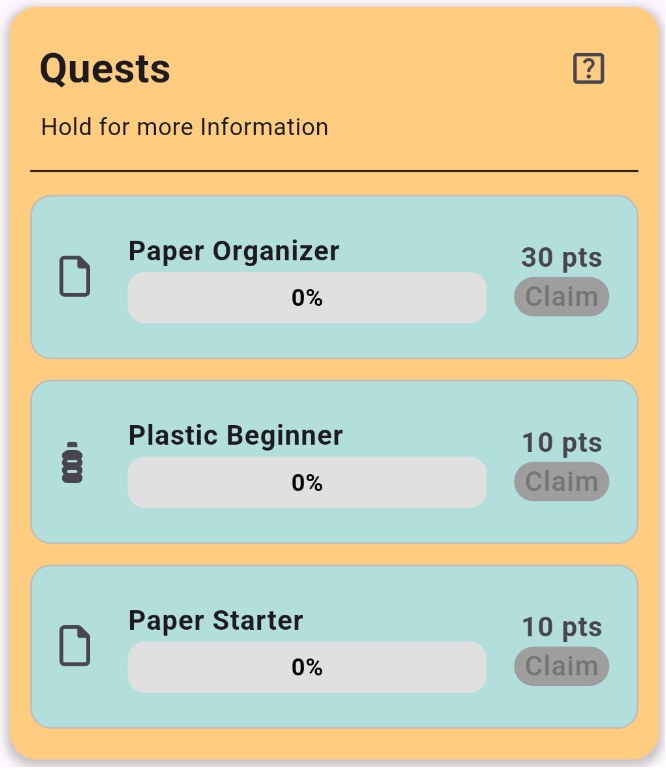 Quests
Hold for more Information
Paper Organizer
0%
30 pts
Claim
Plastic Beginner
0%
10 pts
Claim
Paper Starter
0%
10 pts
Claim